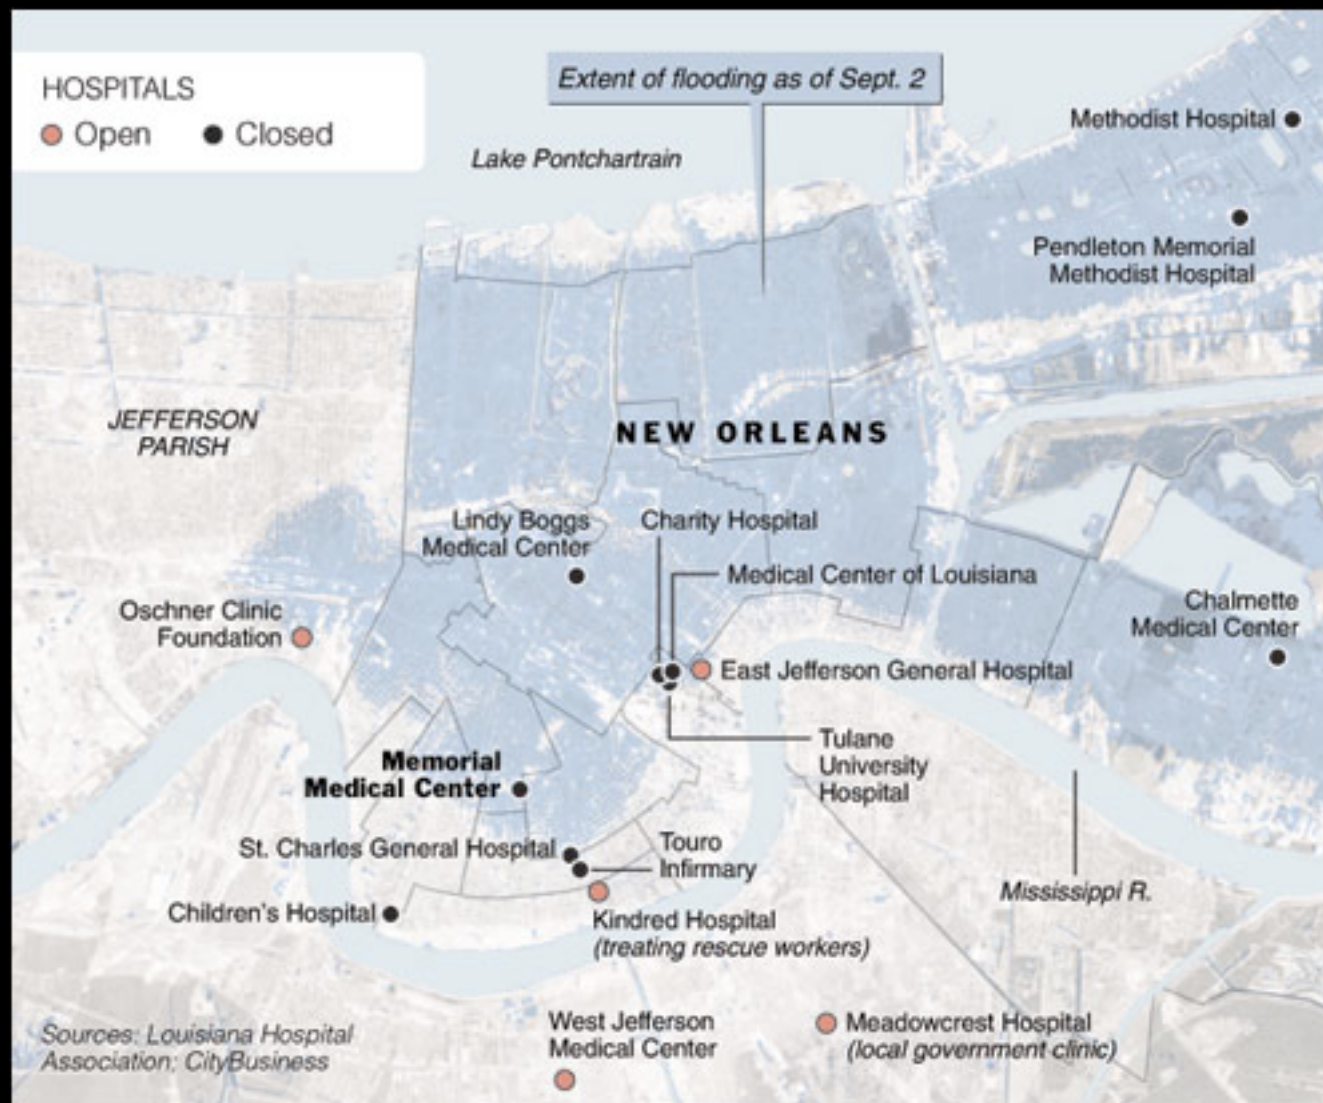 HOSPITALS
Open
Closed
Extent of flooding as of Sept. 2
Lake Pontchartrain
Methodist Hospital
Pendleton Memorial
Methodist Hospital
JEFFERSON
PARISH
NEW ORLEANS
Lindy Boggs
Medical Center
Charity Hospital
Medical Center of Louisiana
Oschner Clinic
Foundation
Chalmette
Medical Center
East Jefferson General Hospital
Tulane
University
Hospital
Memorial
Medical Center
St. Charles General Hospital
Touro
Infirmary
Mississippi R.
Children's Hospital
Kindred Hospital
(treating rescue workers)
Sources: Louisiana Hospital
Association; CityBusiness
West Jefferson
Medical Center
Meadowcrest Hospital
(local government clinic)